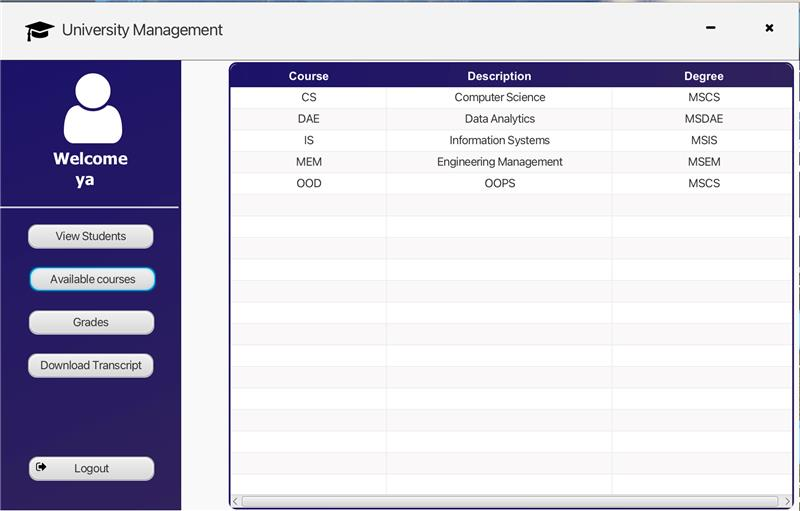 University Management
Welcome
ya
View Students
Available courses
Grades
Download Transcript
Logout
Course Description Degree
CS Computer Science MSCS
DAE Data Analytics MSDAE
IS Information Systems MSIS
MEM Engineering Management MSEM
OOD OOPS MSCS